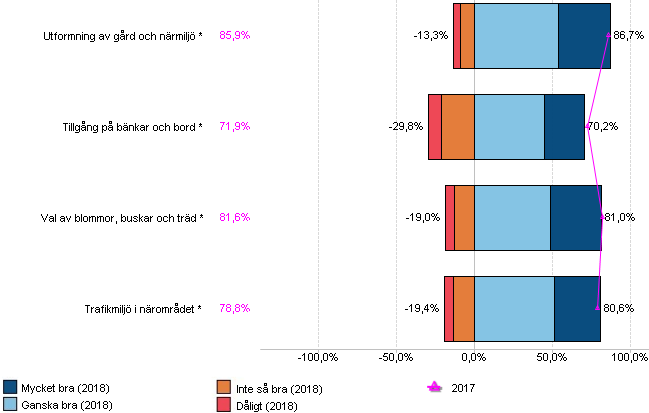 Utformning av gård och närmiljö * 85,9% -13,3% 86,7%
Tillgång på bänkar och bord * 71,9% -29,8% 70,2%
Val av blommor, buskar och träd * 81,6% -19,0% 81,0%
Trafikmiljö i närområdet * 78,8% -19,4% 80,6%
-100,0% -50,0% 0,0% 50,0% 100,0%
Mycket bra (2018) Inte så bra (2018) 2017
Ganska bra (2018) Dåligt (2018)